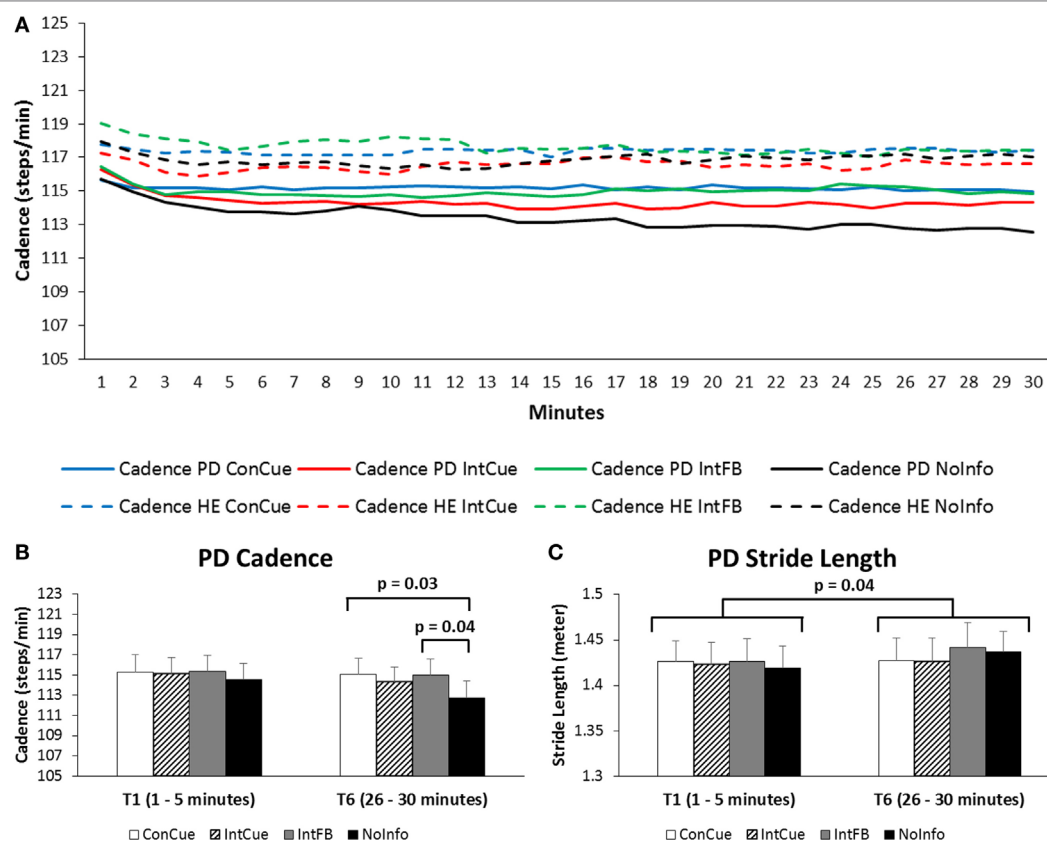 A
125
123
121
119
117
115
113
111
109
107
105
Cadence (steps/min)
1 2 3 4 5 6 7 8 9 10 11 12 13 14 15 16 17 18 19 20 21 22 23 24 25 26 27 28 29 30
Minutes
Cadence PD ConCue Cadence PD IntCue Cadence PD IntFB Cadence PD NoInfo
Cadence HE ConCue Cadence HE IntCue Cadence HE IntFB Cadence HE NoInfo
B
PD Cadence
123
121
119
117
115
113
111
109
107
105
Cadence (steps/min)
p = 0.03
p = 0.04
T1 (1 - 5 minutes) T6 (26 - 30 minutes)
ConCue IntCue IntFB NoInfo
C
PD Stride Length
p = 0.04
1.5
1.45
1.4
1.35
1.3
Stride Length (meter)
T1 (1 - 5 minutes) T6 (26 - 30 minutes)
ConCue IntCue IntFB NoInfo